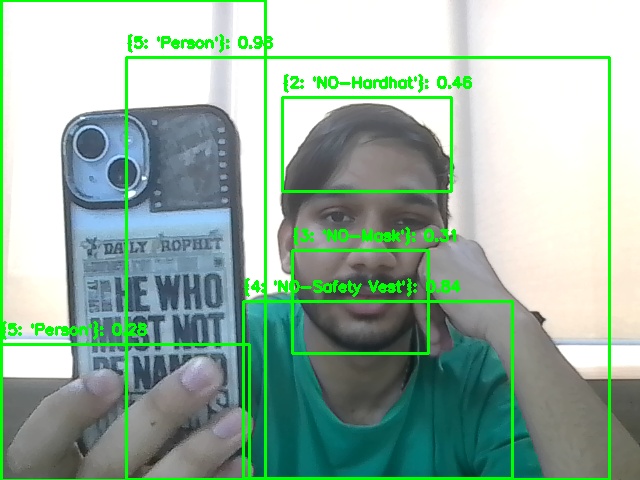 {5: 'Person'}: 0.98
{2: 'NO-Hardhat'}: 0.46
{3: 'NO-Mask'}: 0.31
{4: 'NO-Safety Vest'}: 0.84
{5: 'Person'}: 0.28
DAILY PROPHET
HE WHO
MUST NOT
BE NAMED